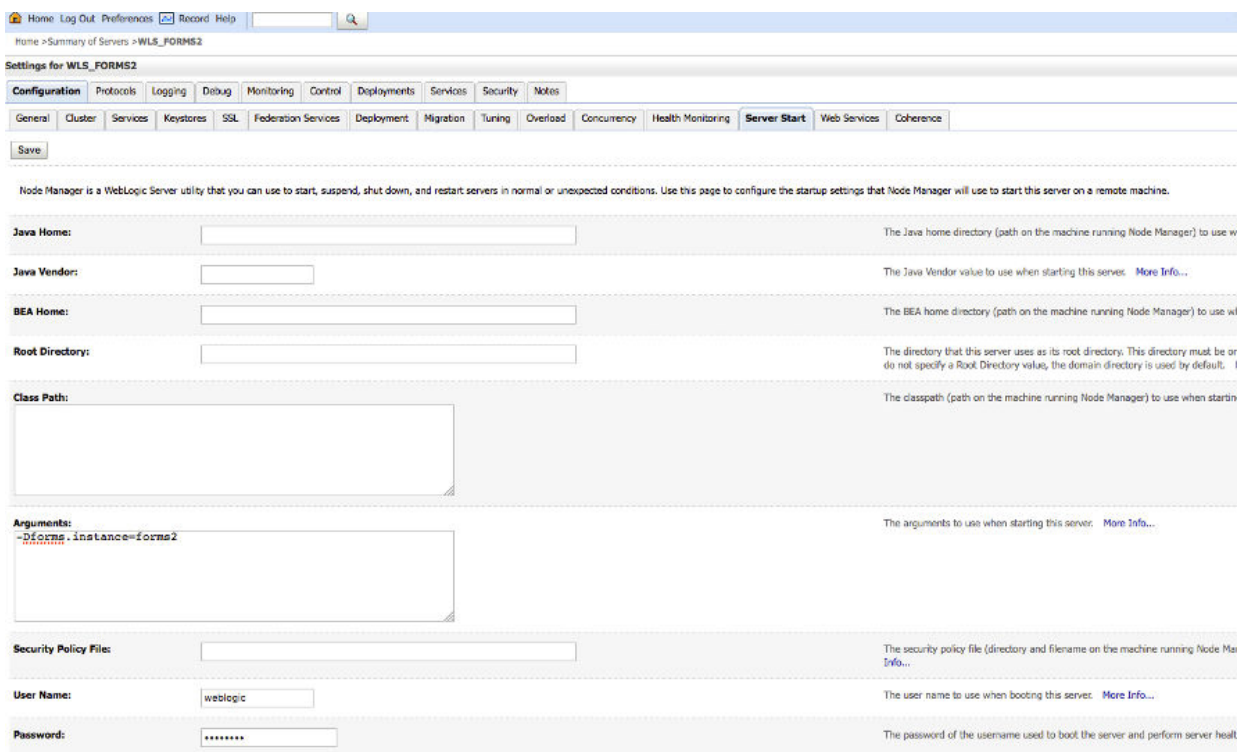 Home Log Out Preferences Record Help
Home >Summary of Servers >WLS_FORMS2
Settings for WLS_FORMS2
Configuration Protocols Logging Debug Monitoring Control Deployments Services Security Notes
General Cluster Services Keystores SSL Federation Services Deployment Migration Tuning Overload Concurrency Health Monitoring Server Start Web Services Coherence
Save
Node Manager is a WebLogic Server utility that you can use to start, suspend, shut down, and restart servers in normal or unexpected conditions. Use this page to configure the startup settings that Node Manager will use to start this server on a remote machine.
Java Home: The Java home directory (path on the machine running Node Manager) to use w
Java Vendor: The Java Vendor value to use when starting this server. More Info...
BEA Home: The BEA home directory (path on the machine running Node Manager) to use w
Root Directory: The directory that this server uses as its root directory. This directory must be or
do not specify a Root Directory value, the domain directory is used by default.
Class Path: The classpath (path on the machine running Node Manager) to use when startin
Arguments: The arguments to use when starting this server. More Info...
-Dforms.instance=forms2
Security Policy File: The security policy file (directory and filename on the machine running Node Ma
Info...
User Name: weblogic The user name to use when booting this server. More Info...
Password: •••••••• The password of the username used to boot the server and perform server healt